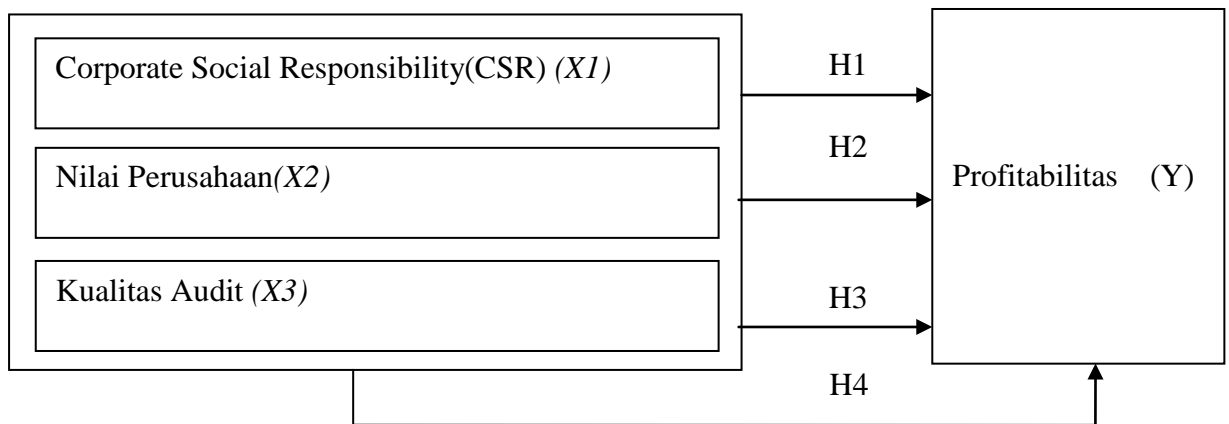 Corporate Social Responsibility(CSR) (X1)
H1
H2
Nilai Perusahaan(X2)
Profitabilitas (Y)
Kualitas Audit (X3)
H3
H4